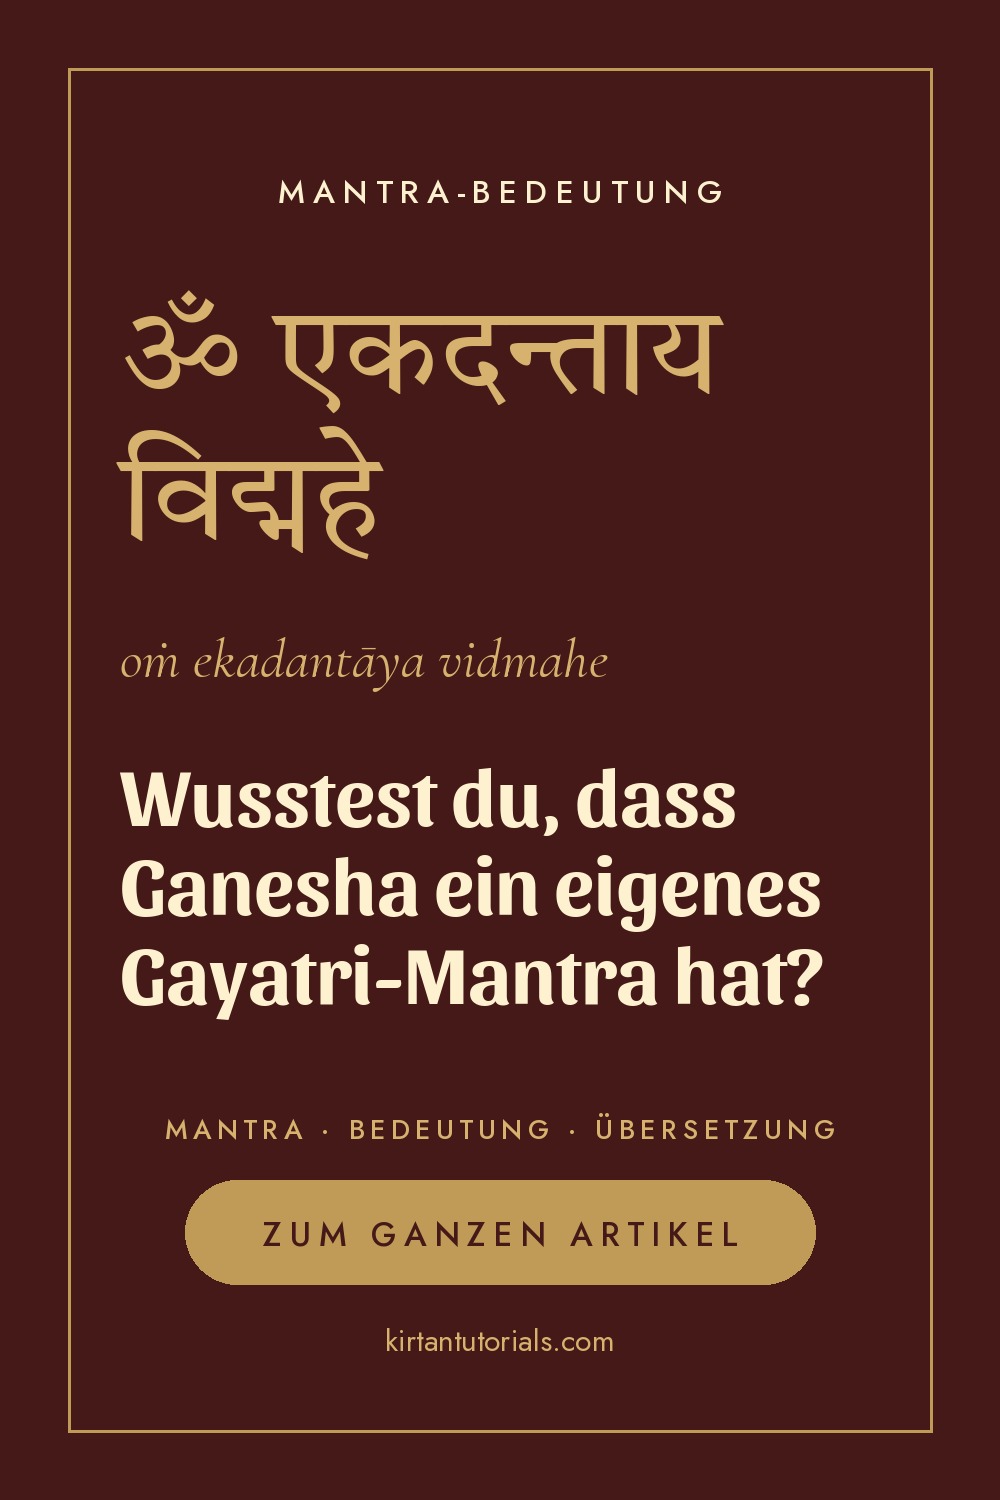 MANTRA-BEDEUTUNG
ॐ एकदन्ताय
विद्महे
oṁ ekadantāya vidmahe
Wusstest du, dass
Ganesha ein eigenes
Gayatri-Mantra hat?
MANTRA · BEDEUTUNG · ÜBERSETZUNG
ZUM GANZEN ARTIKEL
kirtantutorials.com